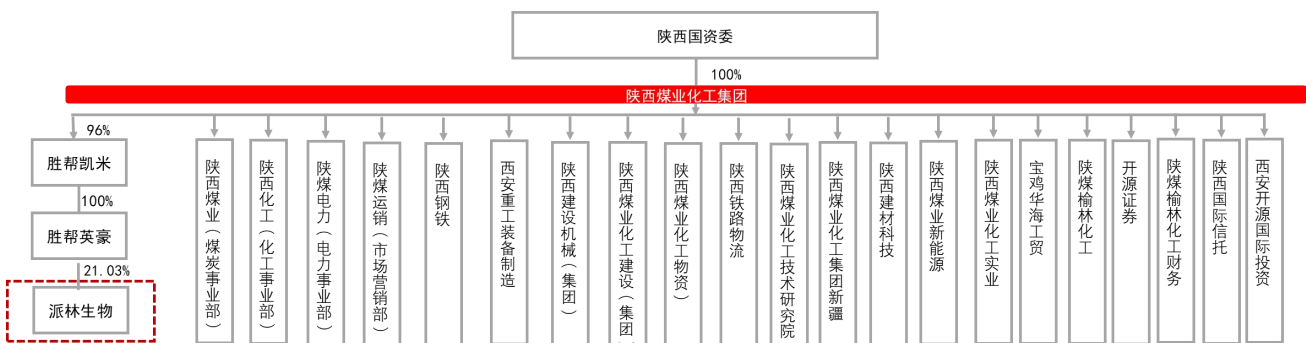 陕西国资委
100%
陕西煤业化工集团
96%
胜帮凯米
100%
胜帮英豪
21.03%
派林生物
陕西煤业（煤炭事业部）
陕西化工（化工事业部）
陕煤电力（电力事业部）
陕煤运销（市场营销部）
陕西钢铁
西安重工装备制造
陕西建设机械（集团）
陕西煤业化工建设（集团）
陕西煤业化工物资）
陕西铁路物流
陕西煤业化工技术研究院
陕西煤业化工集团新疆
陕西建材科技
陕西煤业新能源
陕西煤业化工实业
宝鸡华海工贸
陕煤榆林化工
开源证券
陕煤榆林化工财务
陕西国际信托
西安开源国际投资